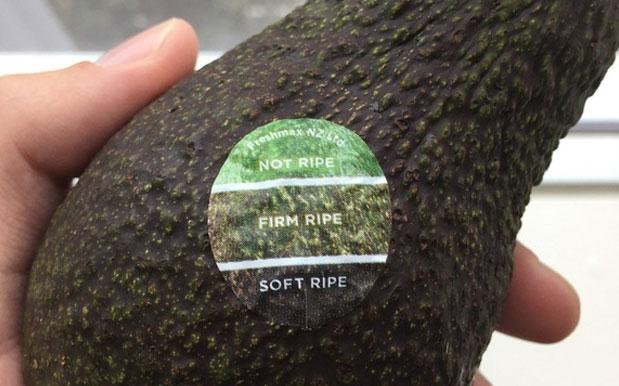 Freshmax NZ Ltd
NOT RIPE
FIRM RIPE
SOFT RIPE